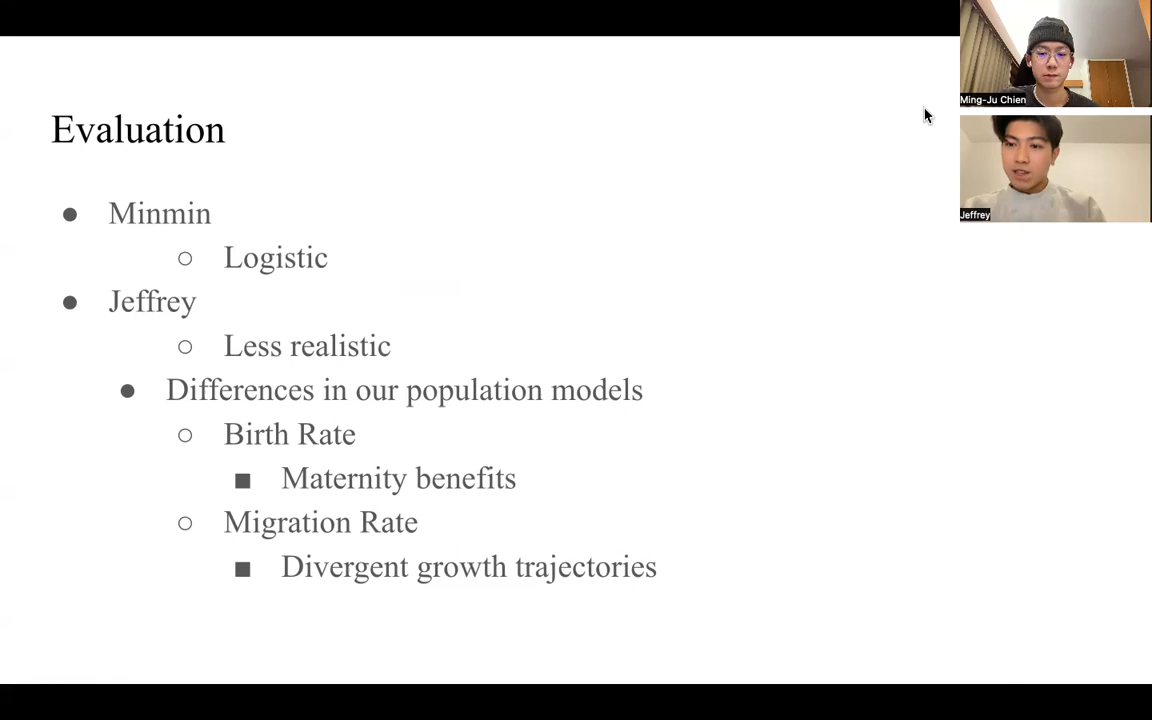 Evaluation
● Minmin
○ Logistic
● Jeffrey
○ Less realistic
● Differences in our population models
○ Birth Rate
■ Maternity benefits
○ Migration Rate
■ Divergent growth trajectories
Ming-Ju Chien
Jeffrey